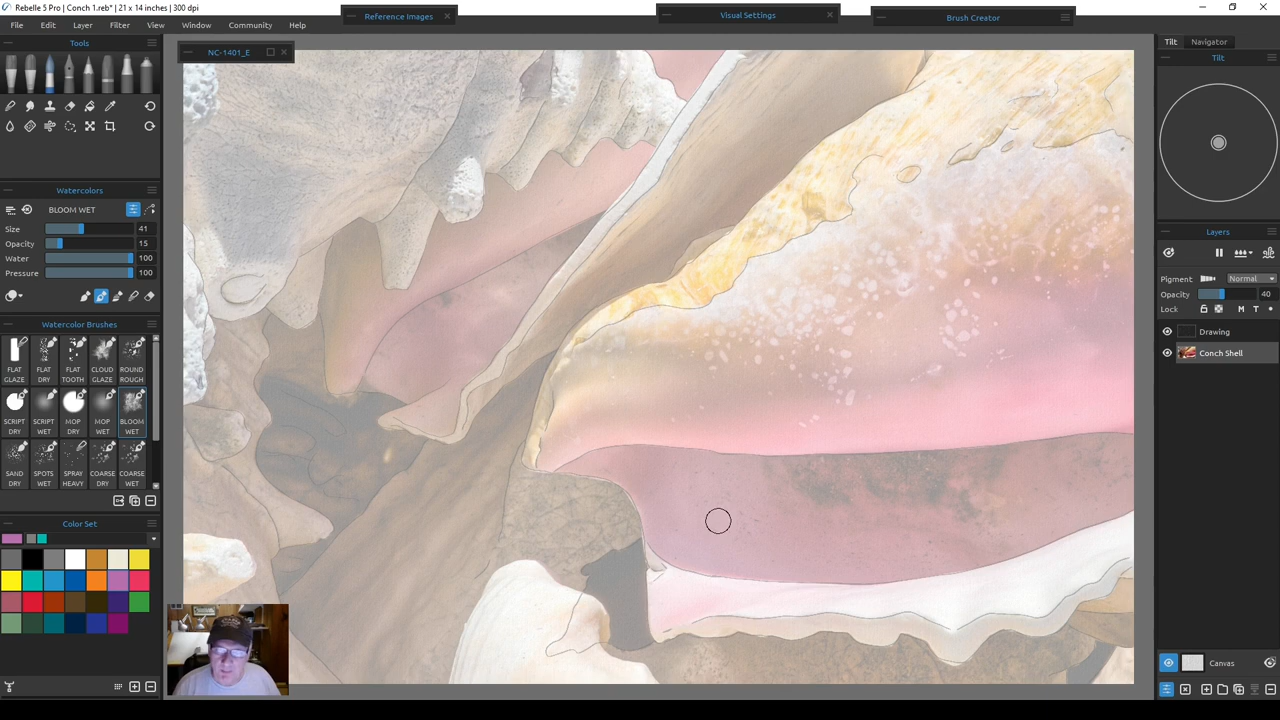 Rebelle 5 Pro | Conch 1.reb* | 21 x 14 inches | 300 dpi
File Edit Layer Filter View Window Community Help
Reference Images
Visual Settings
Brush Creator
NC-1401_E
Tools
Watercolors
BLOOM WET
Size 41
Opacity 15
Water 100
Pressure 100
Watercolor Brushes
FLAT GLAZE
FLAT DRY
FLAT TOOTH
CLOUD GLAZE
ROUND ROUGH
SCRIPT DRY
SCRIPT WET
MOP DRY
MOP WET
BLOOM WET
SAND DRY
SPOTS WET
SPRAY HEAVY
COARSE DRY
COARSE WET
Color Set
Tilt Navigator
Tilt
Layers
Pigment Normal
Opacity 40
Lock M T
Drawing
Conch Shell
Canvas